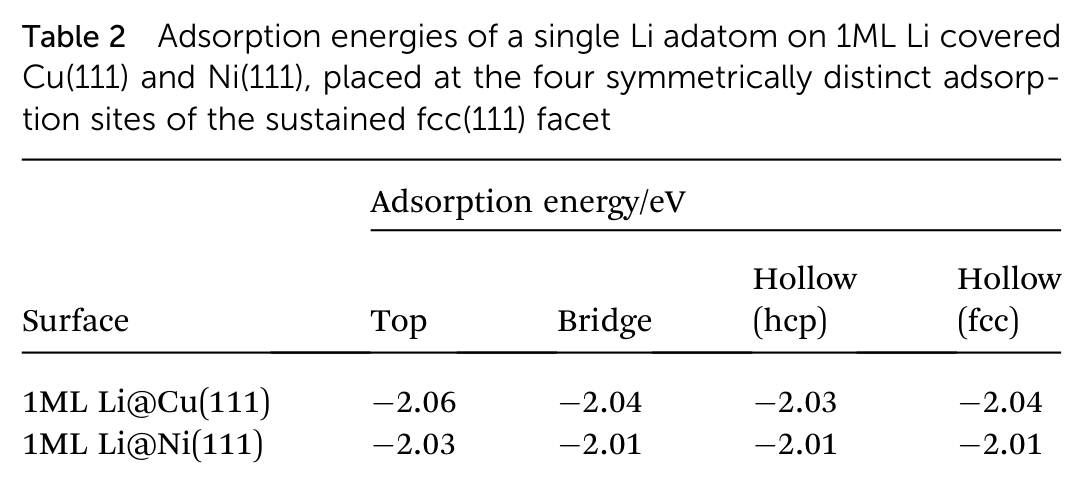 Table 2 Adsorption energies of a single Li adatom on 1ML Li covered
Cu(111) and Ni(111), placed at the four symmetrically distinct adsorp-
tion sites of the sustained fcc(111) facet
Adsorption energy/eV
Surface Top Bridge Hollow (hcp) Hollow (fcc)
1ML Li@Cu(111) −2.06 −2.04 −2.03 −2.04
1ML Li@Ni(111) −2.03 −2.01 −2.01 −2.01